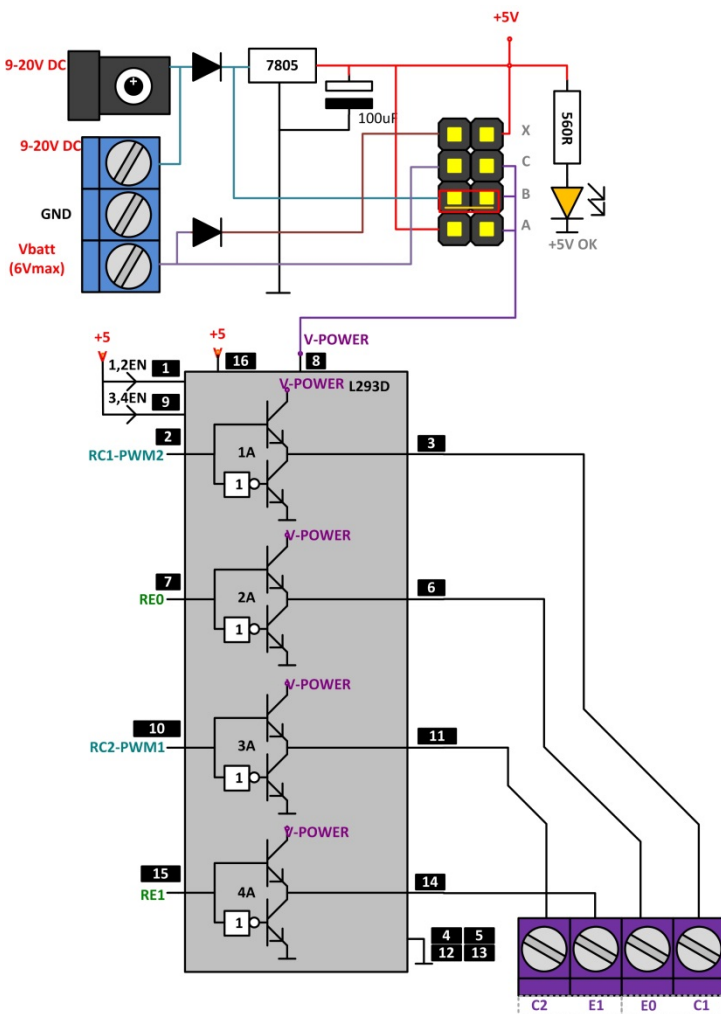 +5V
9-20V DC
7805
100uF
560R
9-20V DC
X
C
GND
B
A
Vbatt
(6Vmax)
+5V OK
+5
+5
V-POWER
1,2EN
1
16
8
V-POWER
L293D
3,4EN
9
2
RC1-PWM2
1A
3
1
V-POWER
7
RE0
2A
6
1
V-POWER
10
RC2-PWM1
3A
11
1
V-POWER
15
RE1
4A
14
1
4 5
12 13
C2 E1 E0 C1